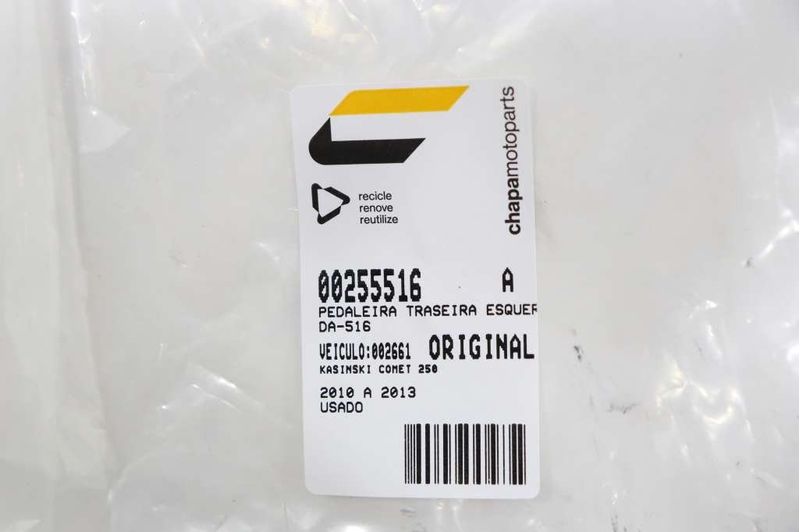 chapamotoparts
recicle
renove
reutilize
00255516 A
PEDALEIRA TRASEIRA ESQUER
DA-516
VEICULO:002661 ORIGINAL
KASINSKI COMET 250
2010 A 2013
USADO